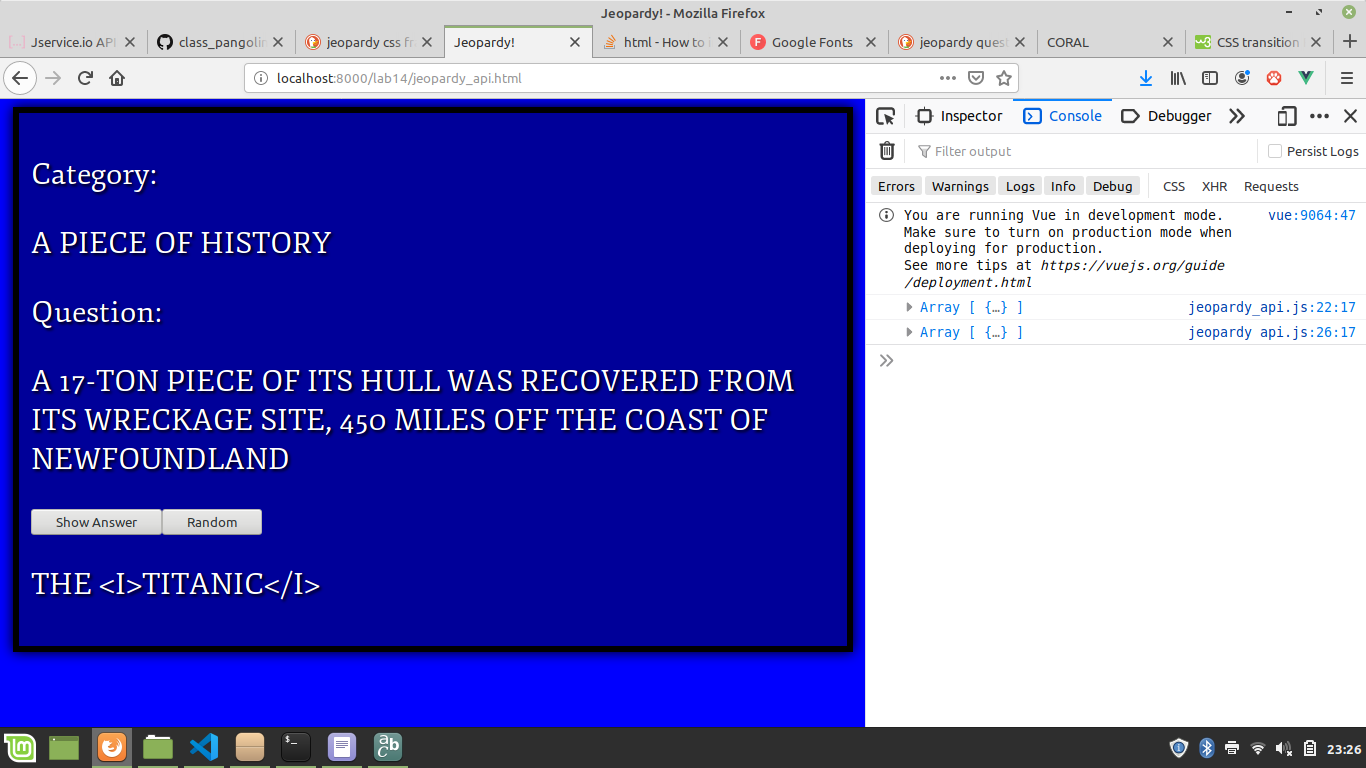 Jeopardy! - Mozilla Firefox
Jservice.io API
class_pangolin
jeopardy css fr
Jeopardy!
html - How to i
Google Fonts
jeopardy ques
CORAL
CSS transition
localhost:8000/lab14/jeopardy_api.html
Inspector
Console
Debugger
Filter output
Persist Logs
Errors Warnings Logs Info Debug CSS XHR Requests
You are running Vue in development mode. vue:9064:47
Make sure to turn on production mode when
deploying for production.
See more tips at https://vuejs.org/guide
/deployment.html
Array [ {…} ] jeopardy_api.js:22:17
Array [ {…} ] jeopardy_api.js:26:17
Category:
A PIECE OF HISTORY
Question:
A 17-TON PIECE OF ITS HULL WAS RECOVERED FROM
ITS WRECKAGE SITE, 450 MILES OFF THE COAST OF
NEWFOUNDLAND
Show Answer Random
THE <I>TITANIC</I>
23:26